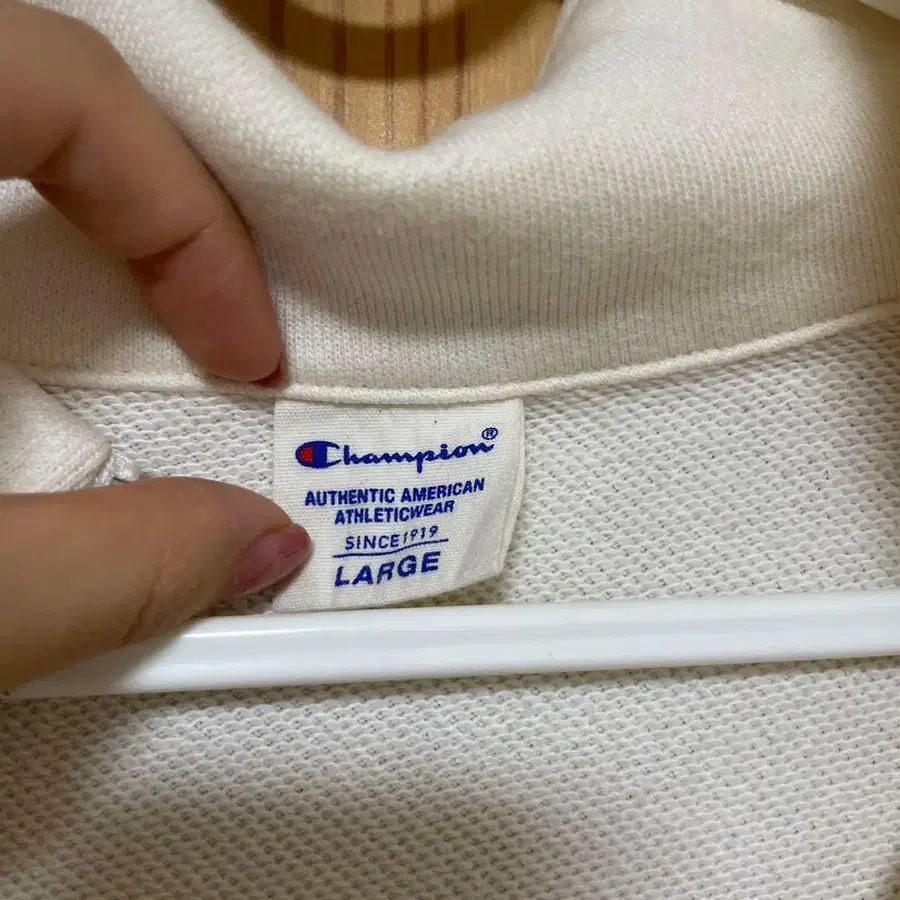 Champion®
AUTHENTIC AMERICAN
ATHLETICWEAR
SINCE 1919
LARGE